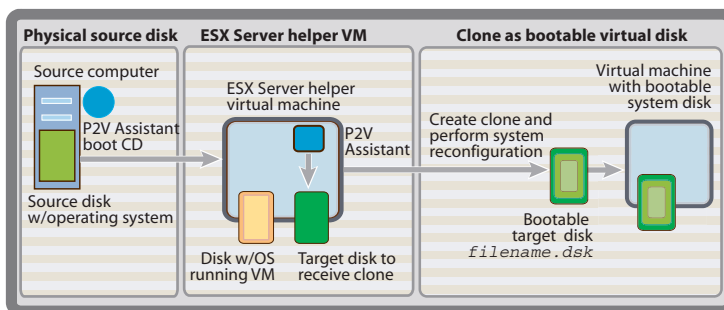 Physical source disk
Source computer
P2V Assistant
boot CD
Source disk
w/operating system
ESX Server helper VM
ESX Server helper
virtual machine
P2V
Assistant
Disk w/OS
running VM
Target disk to
receive clone
Clone as bootable virtual disk
Create clone and
perform system
reconfiguration
Virtual machine
with bootable
system disk
Bootable
target disk
filename.dsk